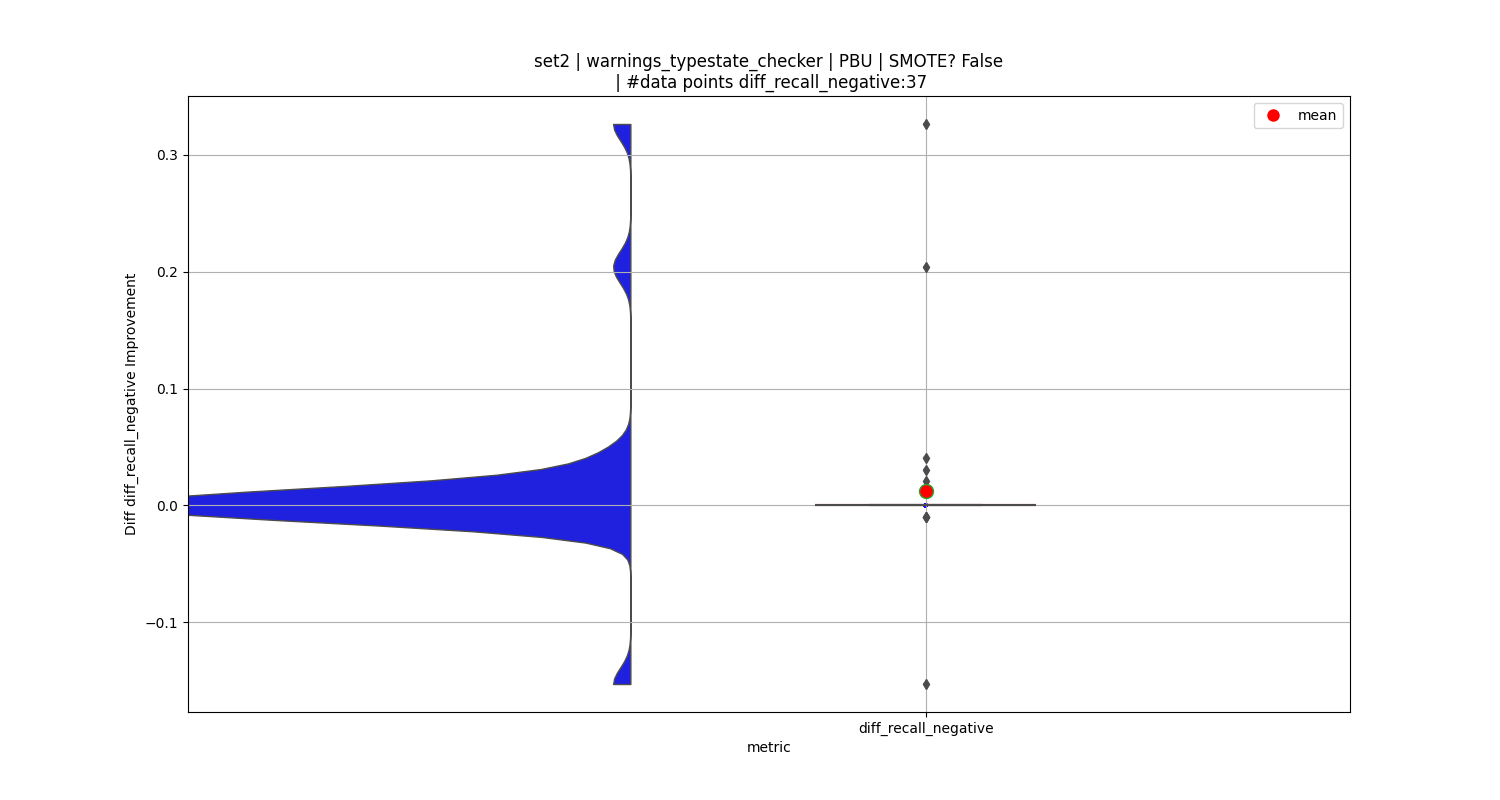 set2 | warnings_typestate_checker | PBU | SMOTE? False
| #data points diff_recall_negative:37
mean
0.3
0.2
0.1
0.0
−0.1
Diff diff_recall_negative Improvement
diff_recall_negative
metric